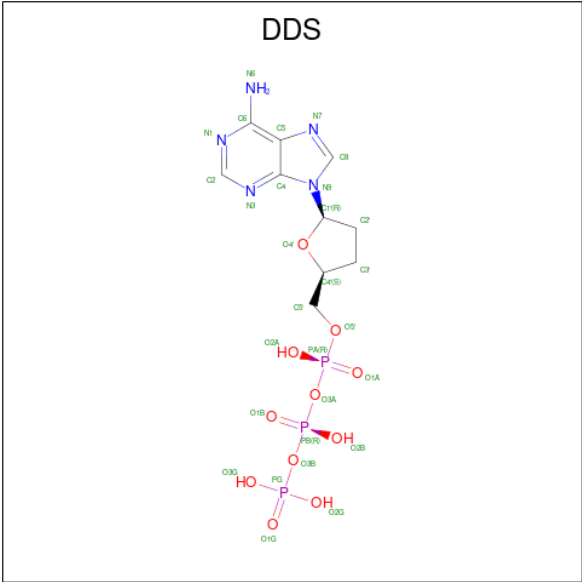 DDS
N6
NH2
C6
C5
N7
N
N1
N
C8
C2
N
N3
C4
N
N9
C1'(R)
C2'
O4'
O
C3'
C4'(S)
C5'
O
O5'
O2A
HO
PA(R)
P
O
O1A
O
O3A
O1B
O
P
PB(R)
OH
O2B
O
O3B
O3G
HO
PG
P
OH
O2G
O
O1G